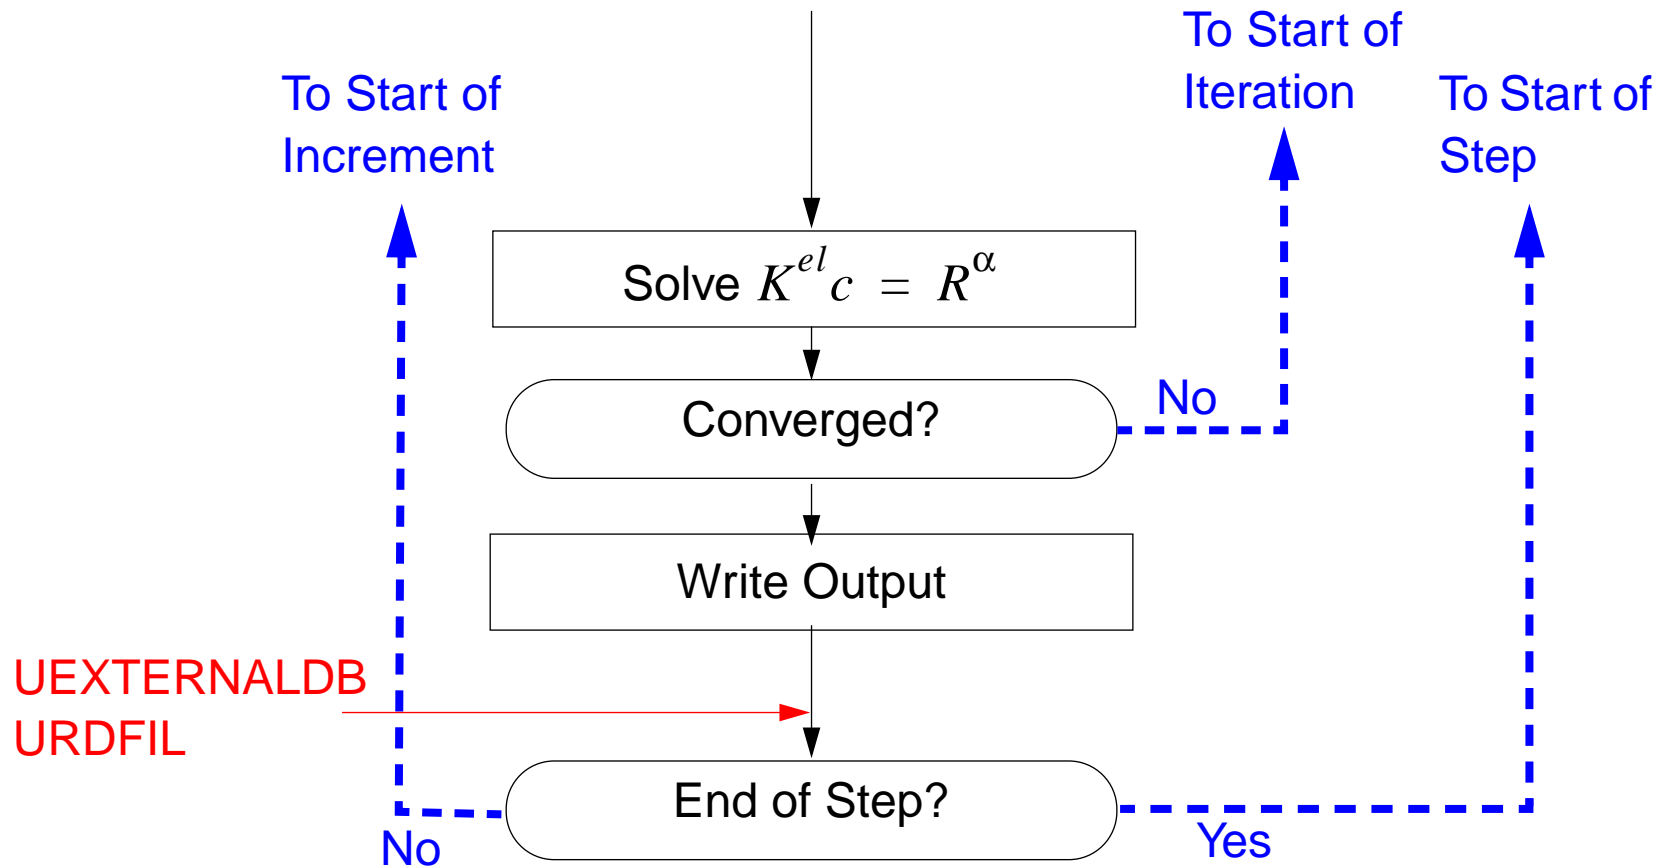 To Start of
Iteration
To Start of
Increment
To Start of
Step
Solve K^{el} c = R^α
Converged?
No
Write Output
UEXTERNALDB
URDFIL
End of Step?
No
Yes